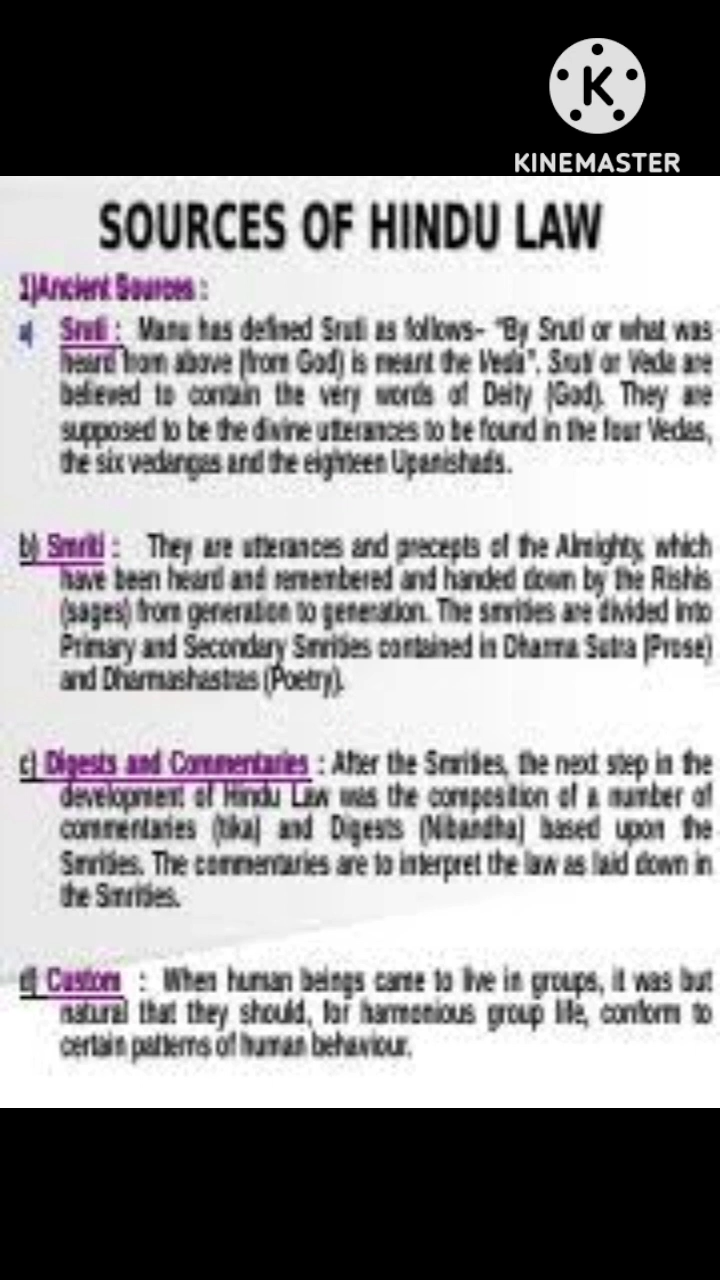 KINEMASTER
SOURCES OF HINDU LAW
1)Ancient Sources :
a) Sruti : Manu has defined Sruti as follows- "By Sruti or what was
heard from above (from God) is meant the Veda". Sruti or Veda are
believed to contain the very words of Deity (God). They are
supposed to be the divine utterances to be found in the four Vedas,
the six vedangas and the eighteen Upanishads.
b) Smriti : They are utterances and precepts of the Almighty, which
have been heard and remembered and handed down by the Rishis
(sages) from generation to generation. The smrities are divided into
Primary and Secondary Smrities contained in Dharma Sutra (Prose)
and Dharmashastras (Poetry).
c) Digests and Commentaries : After the Smrities, the next step in the
development of Hindu Law was the composition of a number of
commentaries (tika) and Digests (Nibandha) based upon the
Smrities. The commentaries are to interpret the law as laid down in
the Smrities.
d) Custom : When human beings came to live in groups, it was but
natural that they should, for harmonious group life, conform to
certain patterns of human behaviour.